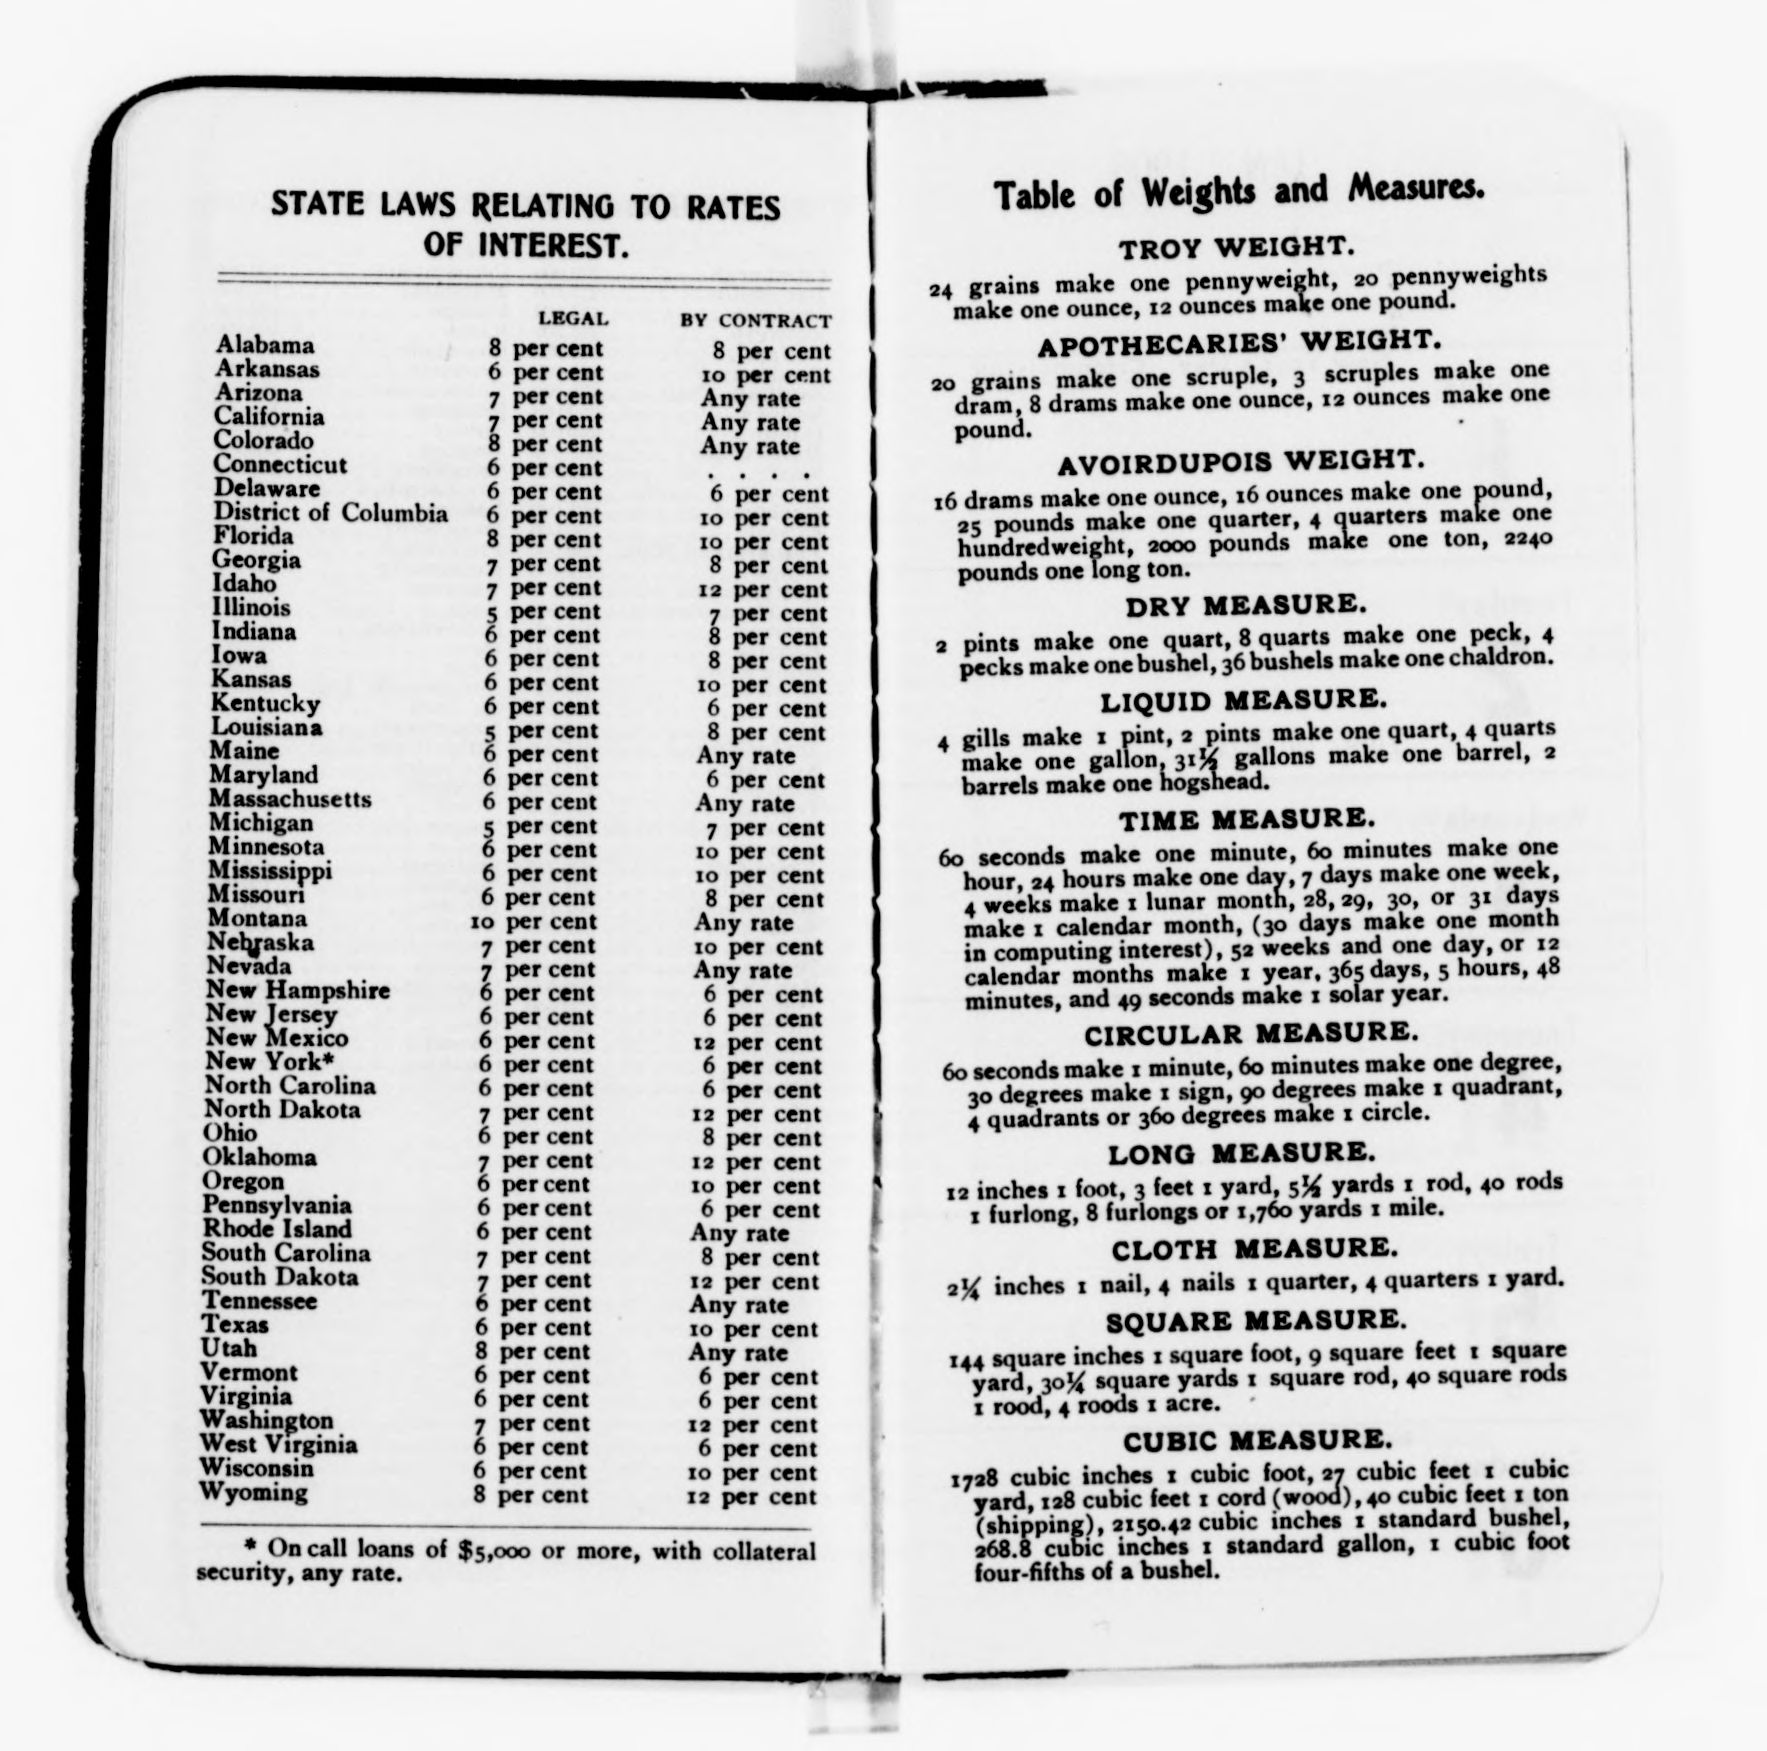 STATE LAWS RELATING TO RATES
OF INTEREST.
LEGAL BY CONTRACT
Alabama 8 per cent 8 per cent
Arkansas 6 per cent 10 per cent
Arizona 7 per cent Any rate
California 7 per cent Any rate
Colorado 8 per cent Any rate
Connecticut 6 per cent . . . .
Delaware 6 per cent 6 per cent
District of Columbia 6 per cent 10 per cent
Florida 8 per cent 10 per cent
Georgia 7 per cent 8 per cent
Idaho 7 per cent 12 per cent
Illinois 5 per cent 7 per cent
Indiana 6 per cent 8 per cent
Iowa 6 per cent 8 per cent
Kansas 6 per cent 10 per cent
Kentucky 6 per cent 6 per cent
Louisiana 5 per cent 8 per cent
Maine 6 per cent Any rate
Maryland 6 per cent 6 per cent
Massachusetts 6 per cent Any rate
Michigan 5 per cent 7 per cent
Minnesota 6 per cent 10 per cent
Mississippi 6 per cent 10 per cent
Missouri 6 per cent 8 per cent
Montana 10 per cent Any rate
Nebraska 7 per cent 10 per cent
Nevada 7 per cent Any rate
New Hampshire 6 per cent 6 per cent
New Jersey 6 per cent 6 per cent
New Mexico 6 per cent 12 per cent
New York* 6 per cent 6 per cent
North Carolina 6 per cent 6 per cent
North Dakota 7 per cent 12 per cent
Ohio 6 per cent 8 per cent
Oklahoma 7 per cent 12 per cent
Oregon 6 per cent 10 per cent
Pennsylvania 6 per cent 6 per cent
Rhode Island 6 per cent Any rate
South Carolina 7 per cent 8 per cent
South Dakota 7 per cent 12 per cent
Tennessee 6 per cent Any rate
Texas 6 per cent 10 per cent
Utah 8 per cent Any rate
Vermont 6 per cent 6 per cent
Virginia 6 per cent 6 per cent
Washington 7 per cent 12 per cent
West Virginia 6 per cent 6 per cent
Wisconsin 6 per cent 10 per cent
Wyoming 8 per cent 12 per cent
* On call loans of $5,000 or more, with collateral
security, any rate.
Table of Weights and Measures.
TROY WEIGHT.
24 grains make one pennyweight, 20 pennyweights
make one ounce, 12 ounces make one pound.
APOTHECARIES' WEIGHT.
20 grains make one scruple, 3 scruples make one
dram, 8 drams make one ounce, 12 ounces make one
pound.
AVOIRDUPOIS WEIGHT.
16 drams make one ounce, 16 ounces make one pound,
25 pounds make one quarter, 4 quarters make one
hundredweight, 2000 pounds make one ton, 2240
pounds one long ton.
DRY MEASURE.
2 pints make one quart, 8 quarts make one peck, 4
pecks make one bushel, 36 bushels make one chaldron.
LIQUID MEASURE.
4 gills make 1 pint, 2 pints make one quart, 4 quarts
make one gallon, 31½ gallons make one barrel, 2
barrels make one hogshead.
TIME MEASURE.
60 seconds make one minute, 60 minutes make one
hour, 24 hours make one day, 7 days make one week,
4 weeks make 1 lunar month, 28, 29, 30, or 31 days
make 1 calendar month, (30 days make one month
in computing interest), 52 weeks and one day, or 12
calendar months make 1 year, 365 days, 5 hours, 48
minutes, and 49 seconds make 1 solar year.
CIRCULAR MEASURE.
60 seconds make 1 minute, 60 minutes make one degree,
30 degrees make 1 sign, 90 degrees make 1 quadrant,
4 quadrants or 360 degrees make 1 circle.
LONG MEASURE.
12 inches 1 foot, 3 feet 1 yard, 5½ yards 1 rod, 40 rods
1 furlong, 8 furlongs or 1,760 yards 1 mile.
CLOTH MEASURE.
2¼ inches 1 nail, 4 nails 1 quarter, 4 quarters 1 yard.
SQUARE MEASURE.
144 square inches 1 square foot, 9 square feet 1 square
yard, 30¼ square yards 1 square rod, 40 square rods
1 rood, 4 roods 1 acre.
CUBIC MEASURE.
1728 cubic inches 1 cubic foot, 27 cubic feet 1 cubic
yard, 128 cubic feet 1 cord (wood), 40 cubic feet 1 ton
(shipping), 2150.42 cubic inches 1 standard bushel,
268.8 cubic inches 1 standard gallon, 1 cubic foot
four-fifths of a bushel.